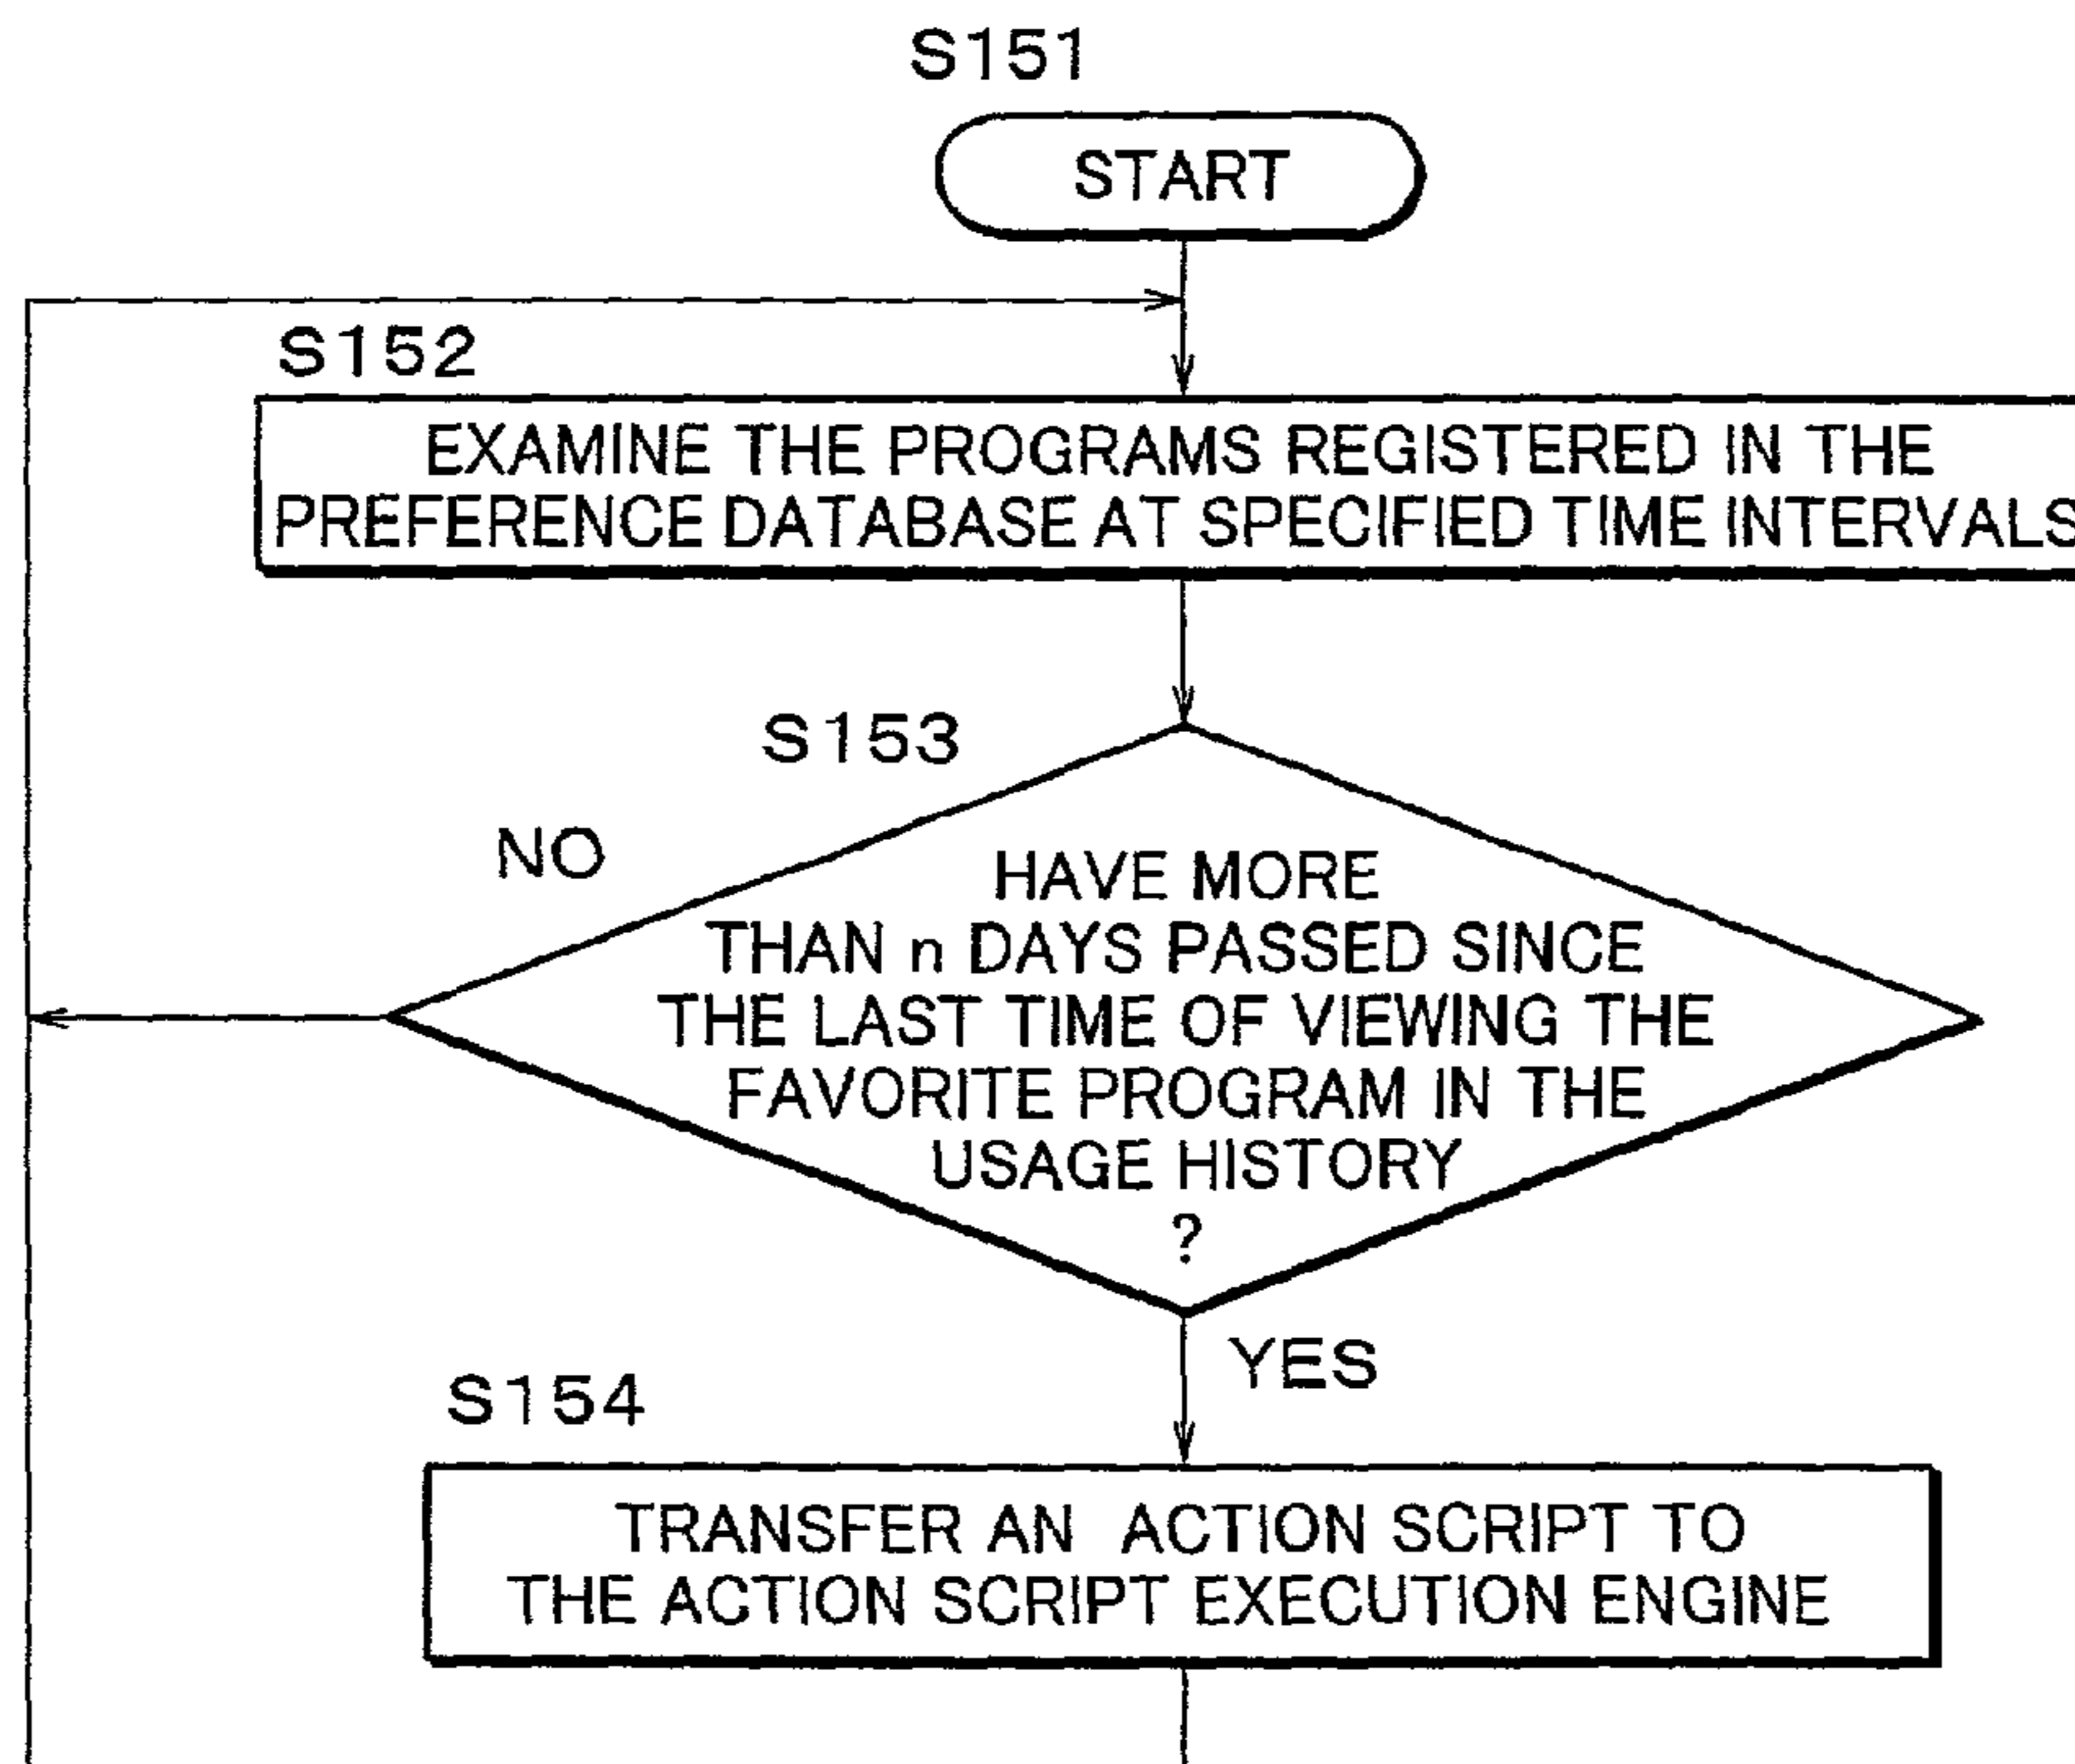 S151
START
S152
EXAMINE THE PROGRAMS REGISTERED IN THE
PREFERENCE DATABASE AT SPECIFIED TIME INTERVALS
S153
NO
HAVE MORE
THAN n DAYS PASSED SINCE
THE LAST TIME OF VIEWING THE
FAVORITE PROGRAM IN THE
USAGE HISTORY
?
YES
S154
TRANSFER AN ACTION SCRIPT TO
THE ACTION SCRIPT EXECUTION ENGINE